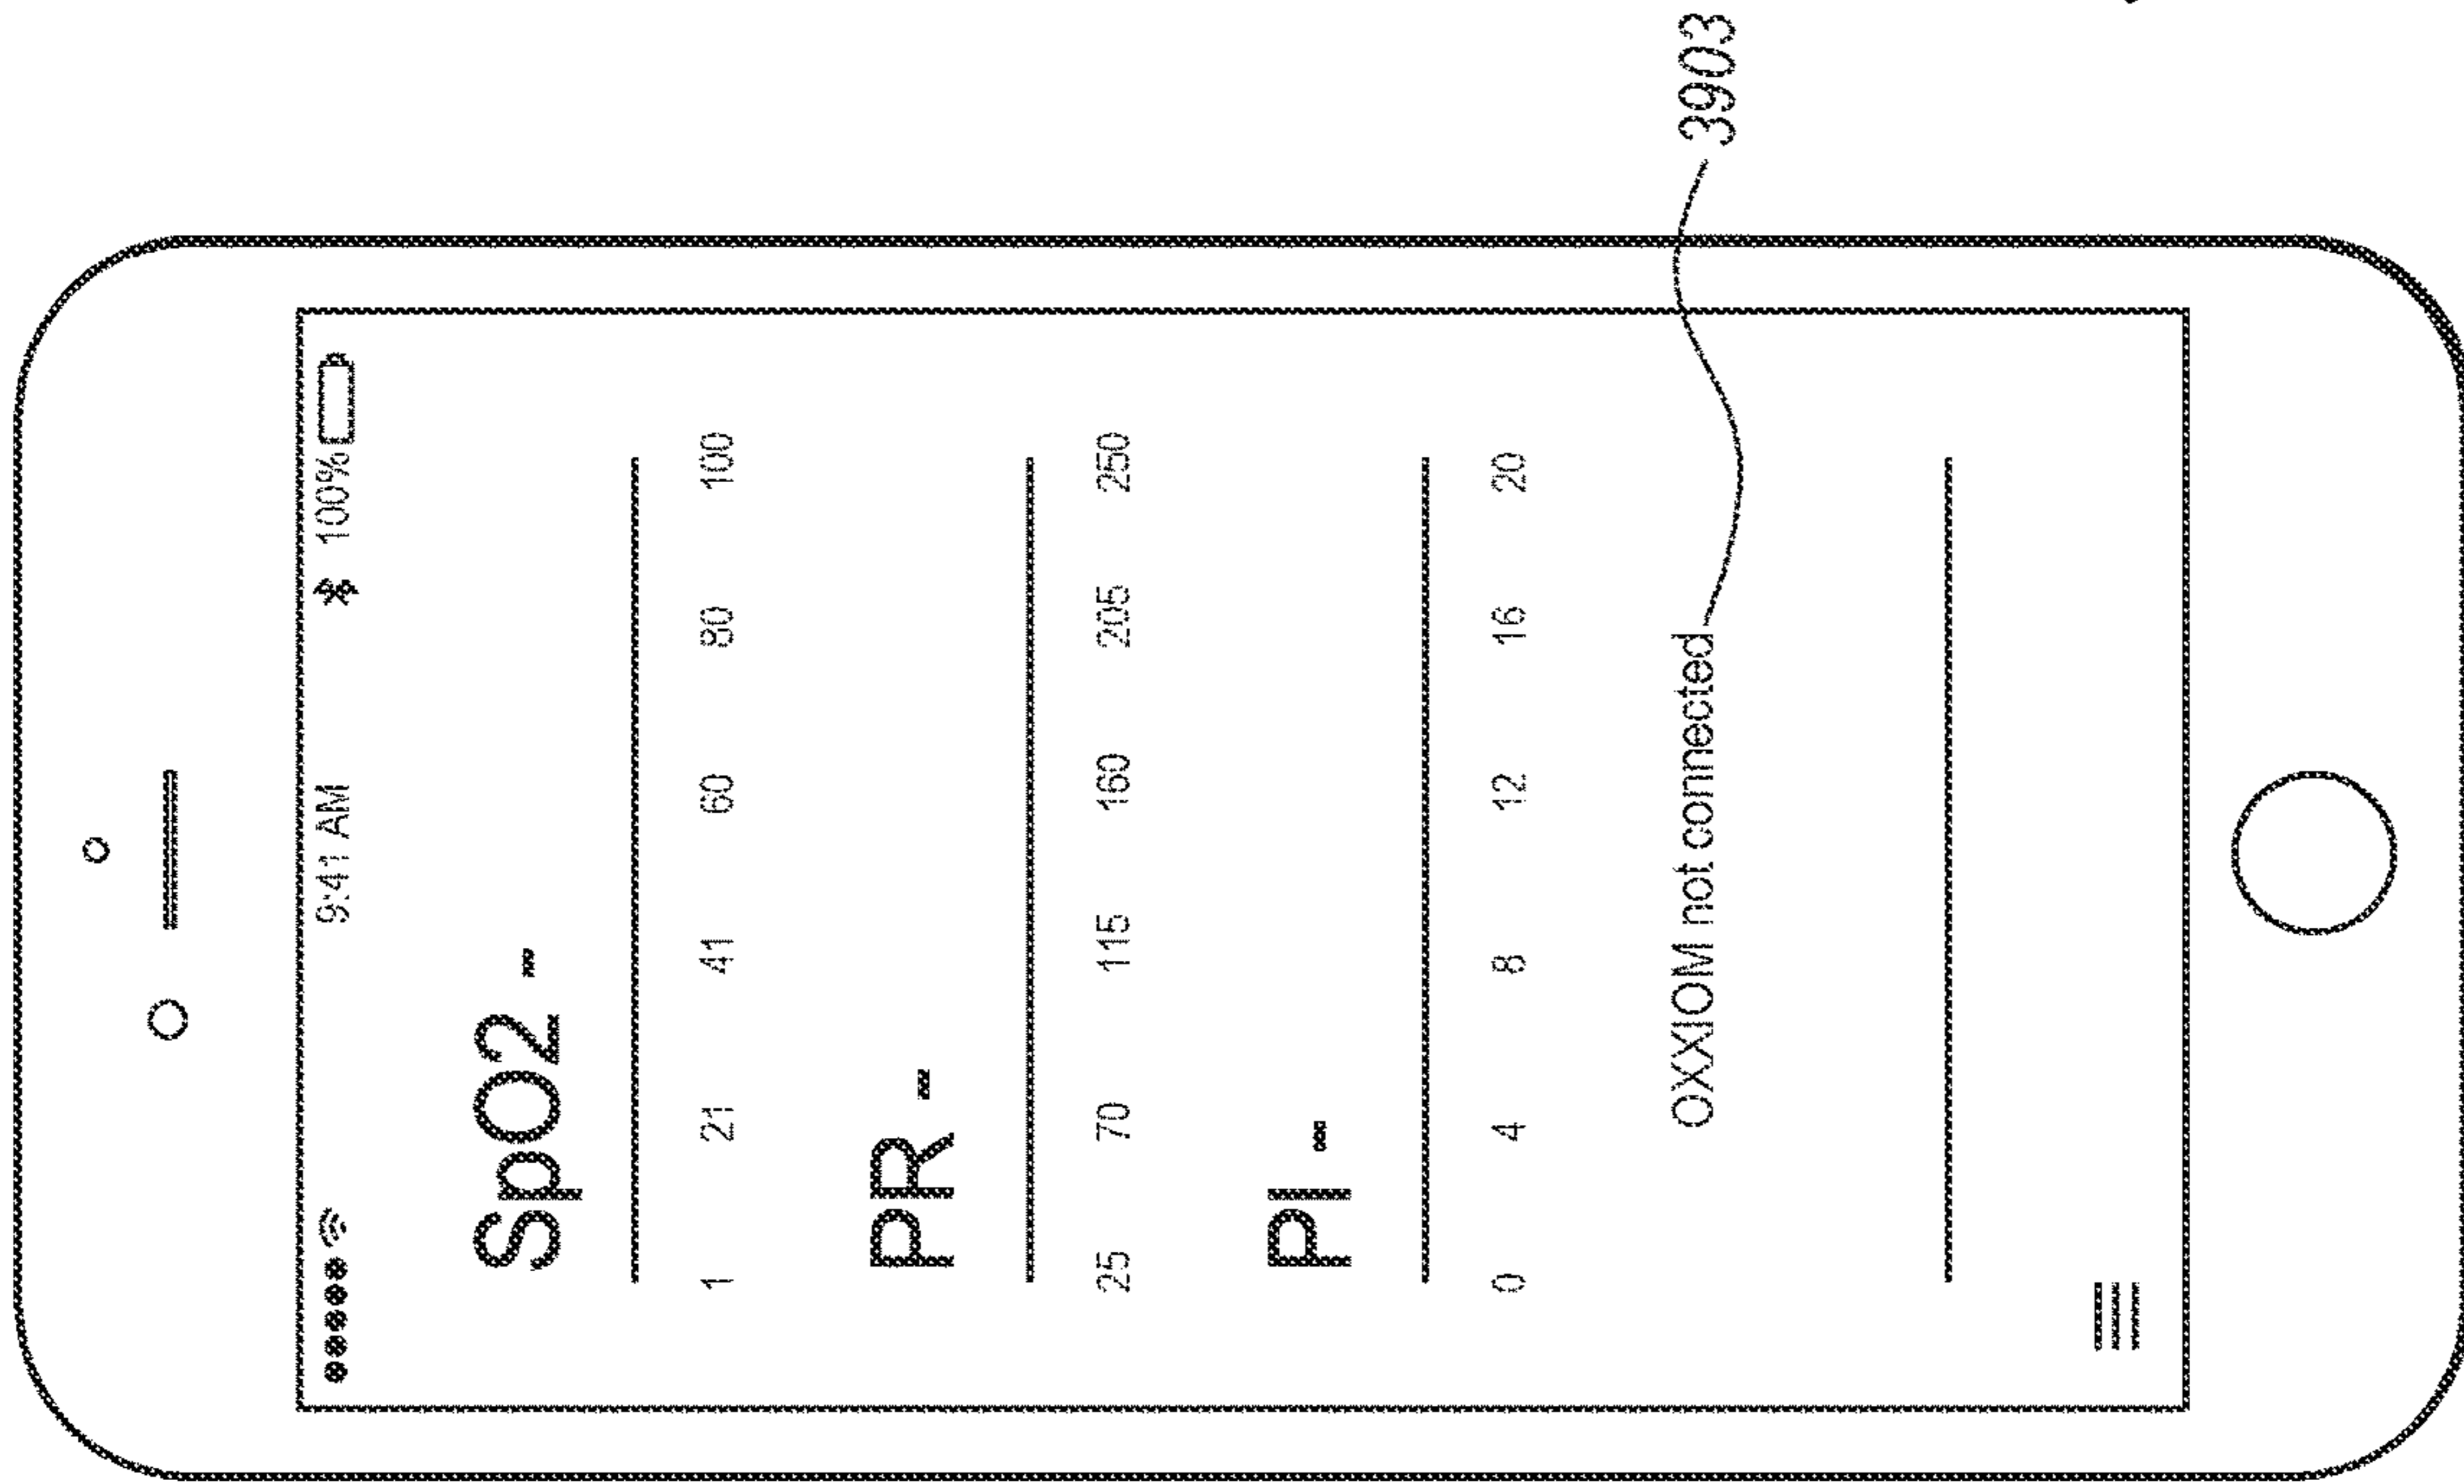 9:41 AM 100%
SpO2 -
1 21 41 60 80 100
PR -
25 70 115 160 205 250
PI -
0 4 8 12 16 20
OXXIOM not connected
3903